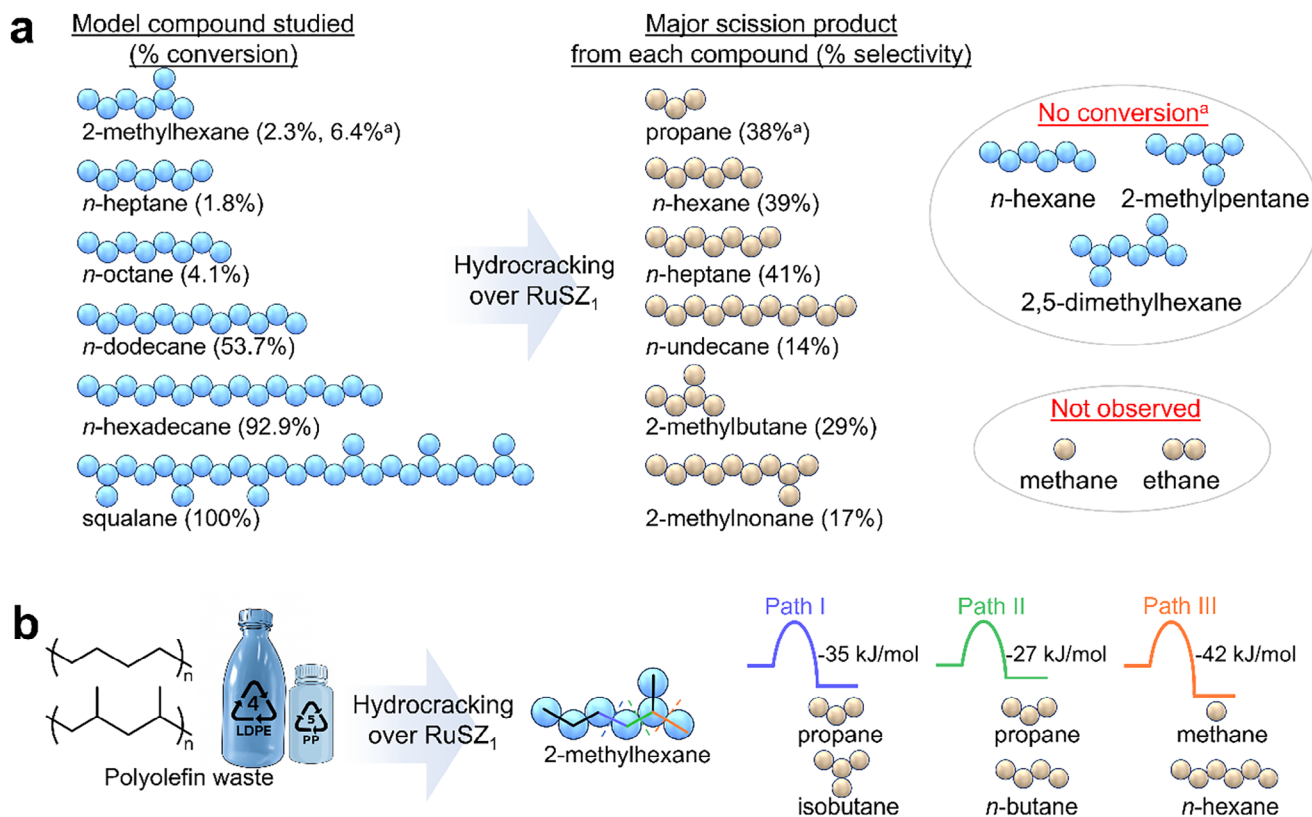 a
Model compound studied
(% conversion)
Major scission product
from each compound (% selectivity)
2-methylhexane (2.3%, 6.4%ᵃ)
n-heptane (1.8%)
n-octane (4.1%)
n-dodecane (53.7%)
n-hexadecane (92.9%)
squalane (100%)
Hydrocracking
over RuSZ₁
propane (38%ᵃ)
n-hexane (39%)
n-heptane (41%)
n-undecane (14%)
2-methylbutane (29%)
2-methylnonane (17%)
No conversionᵃ
n-hexane
2-methylpentane
2,5-dimethylhexane
Not observed
methane
ethane
b
n
n
Polyolefin waste
4
LDPE
5
PP
Hydrocracking
over RuSZ₁
2-methylhexane
Path I
-35 kJ/mol
propane
isobutane
Path II
-27 kJ/mol
propane
n-butane
Path III
-42 kJ/mol
methane
n-hexane